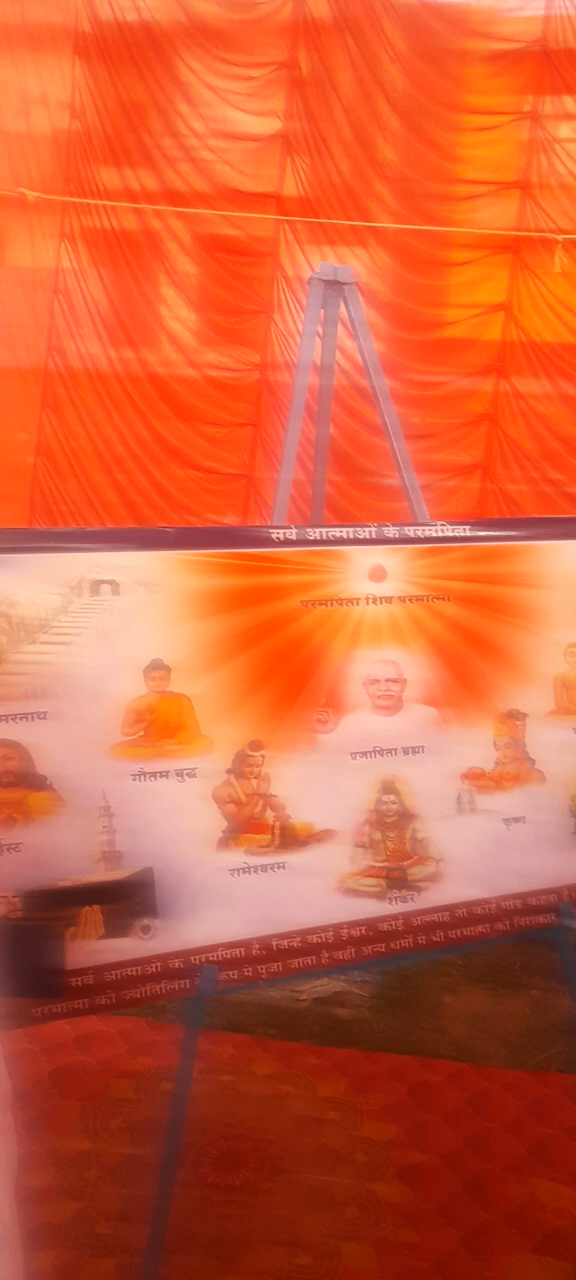 सर्व आत्माओं के परमपिता
परमपिता शिव परमात्मा
मरनाथ
गौतम बुद्ध
प्रजापिता ब्रह्मा
कृष्ण
रामेश्वरम
शंकर
सर्व आत्माओं के परमपिता है, जिन्हें कोई ईश्वर, कोई अल्लाह तो कोई गॉड कहता
परमात्मा को ज्योतिर्लिंग रूप में पूजा जाता है वही अन्य धर्मों में भी परमात्मा को निराकार